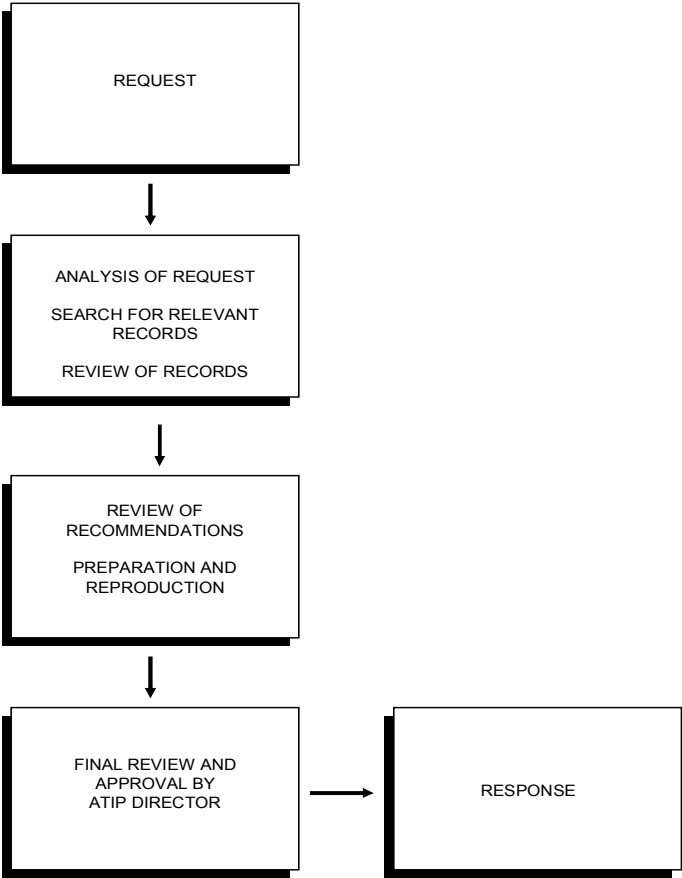 REQUEST
ANALYSIS OF REQUEST
SEARCH FOR RELEVANT
RECORDS
REVIEW OF RECORDS
REVIEW OF
RECOMMENDATIONS
PREPARATION AND
REPRODUCTION
FINAL REVIEW AND
APPROVAL BY
ATIP DIRECTOR
RESPONSE